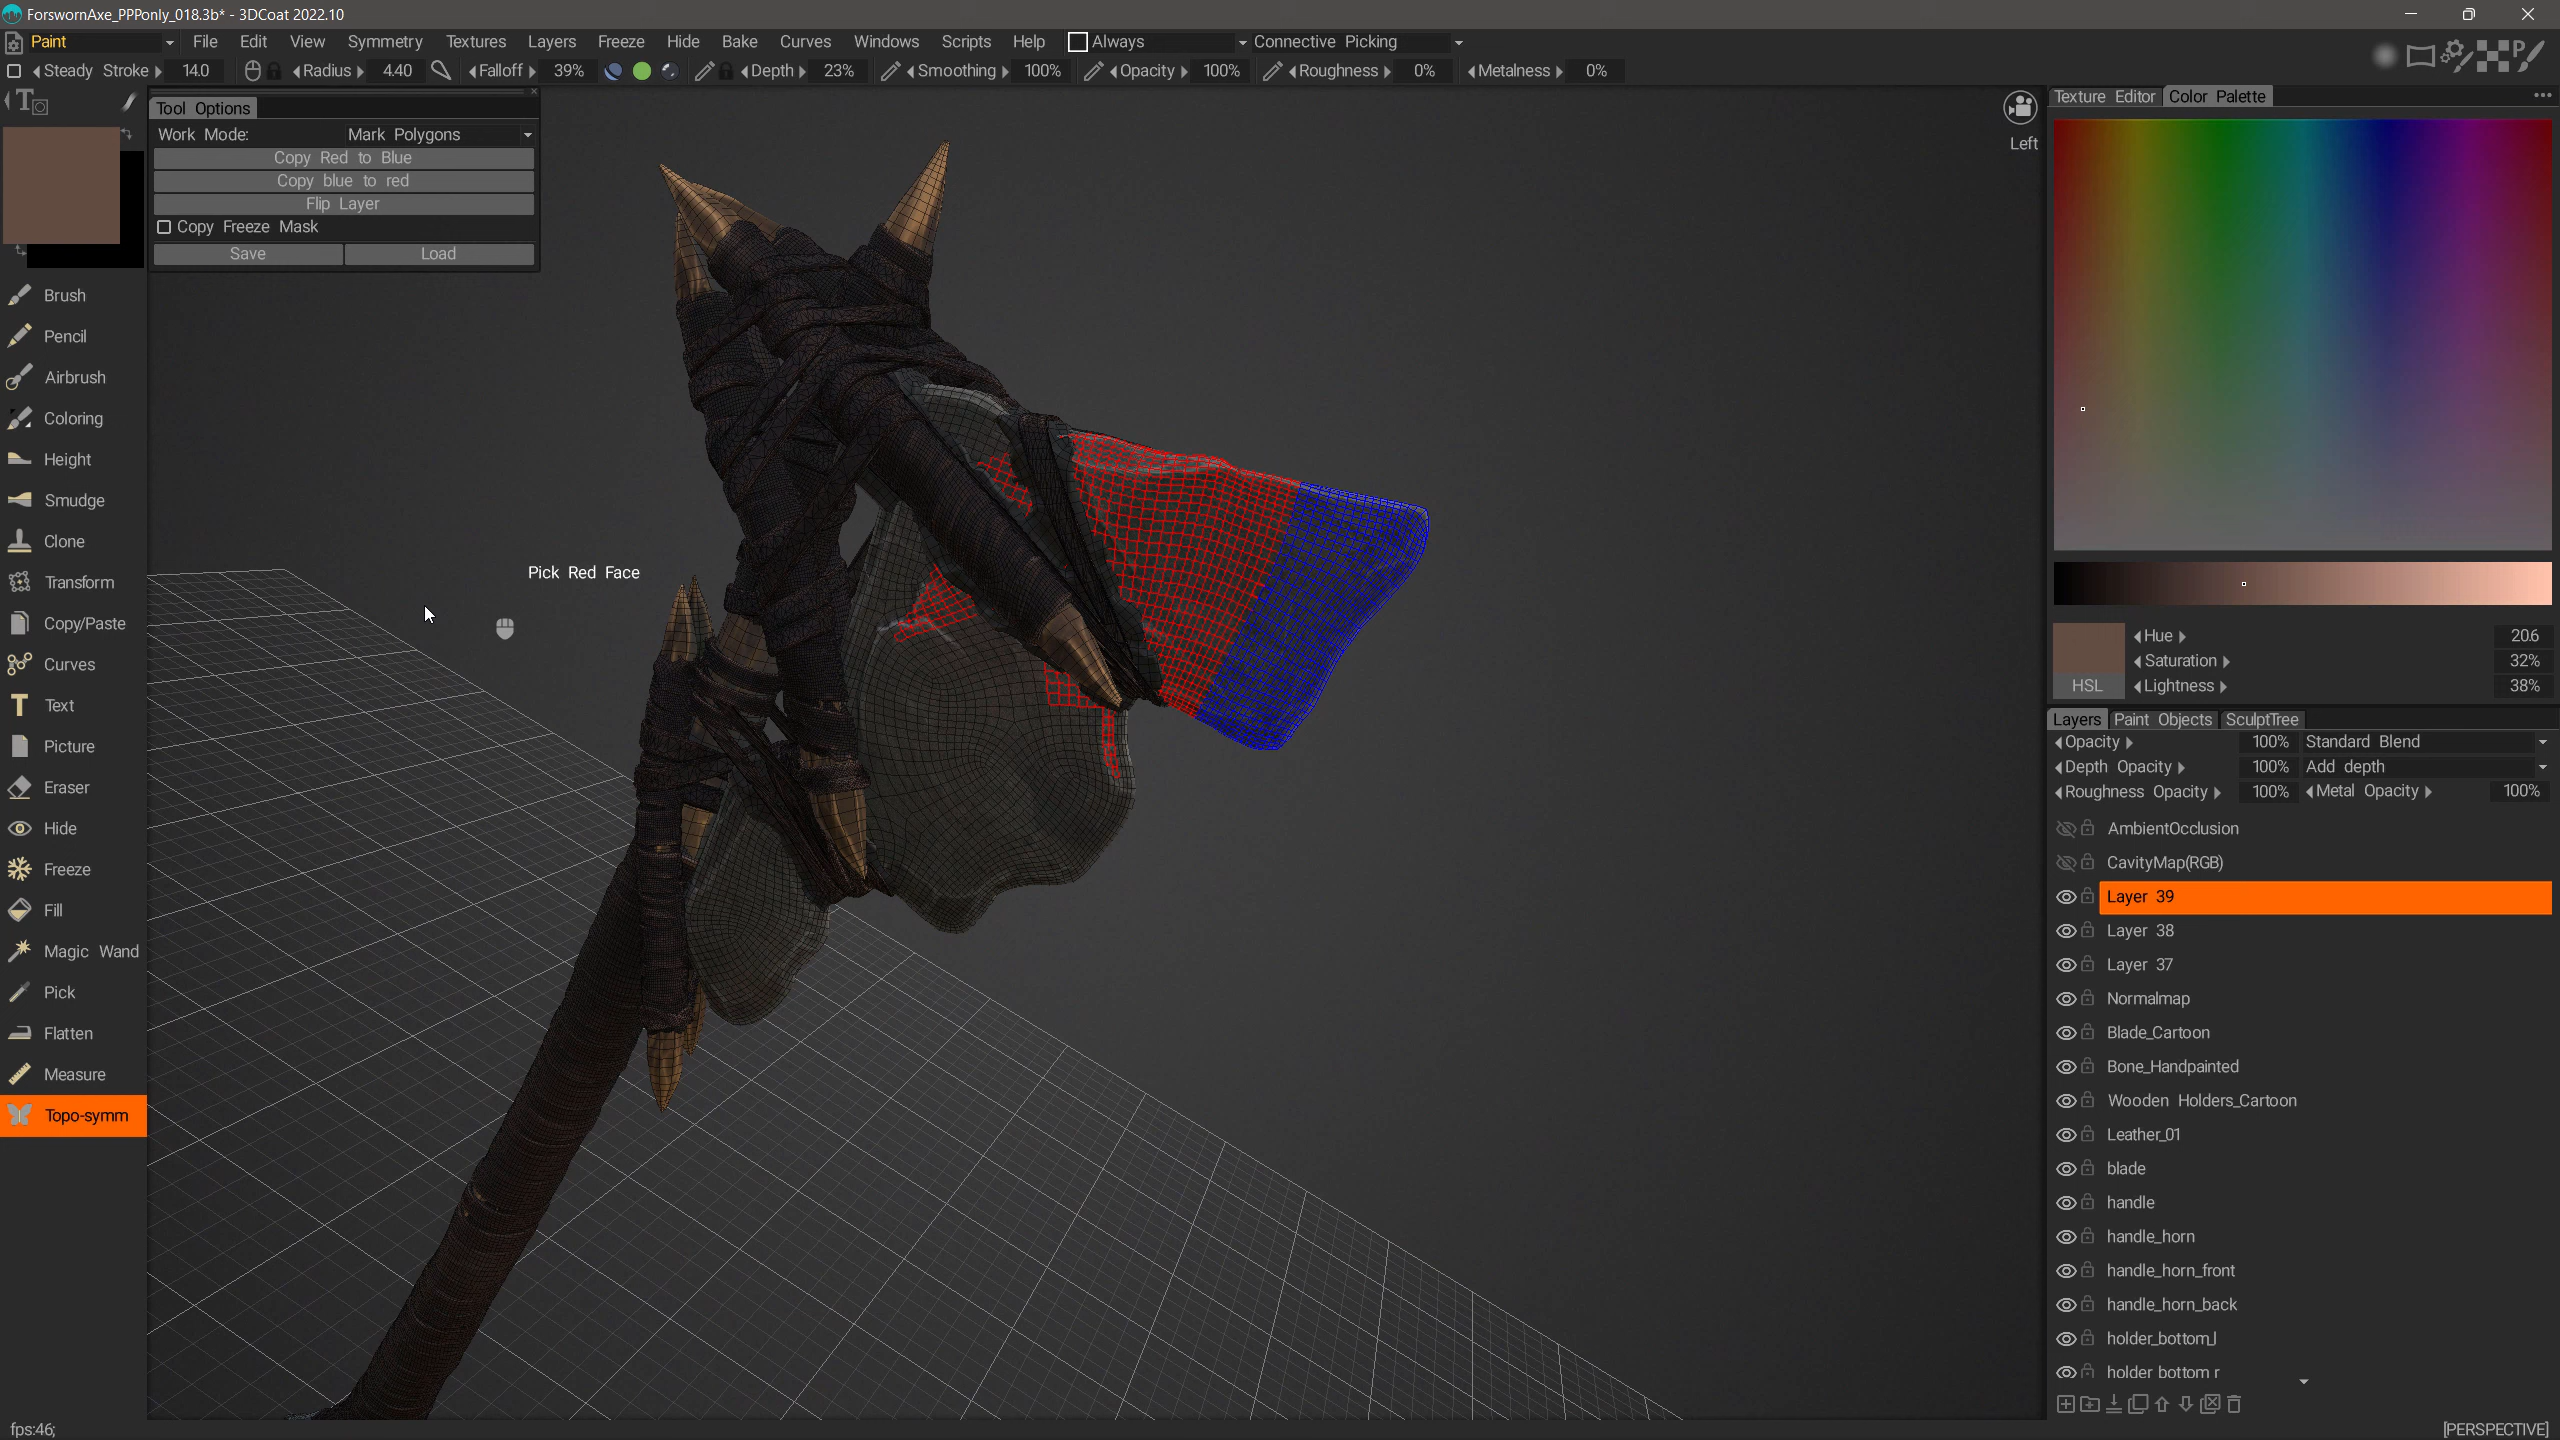 ForswornAxe_PPPonly_018.3b* - 3DCoat 2022.10
Paint File Edit View Symmetry Textures Layers Freeze Hide Bake Curves Windows Scripts Help Always Connective Picking
Steady Stroke 14.0 Radius 4.40 Falloff 39% Depth 23% Smoothing 100% Opacity 100% Roughness 0% Metalness 0%
Tool Options
Work Mode: Mark Polygons
Copy Red to Blue
Copy blue to red
Flip Layer
Copy Freeze Mask
Save Load
Brush
Pencil
Airbrush
Coloring
Height
Smudge
Clone
Transform
Copy/Paste
Curves
Text
Picture
Eraser
Hide
Freeze
Fill
Magic Wand
Pick
Flatten
Measure
Topo-symm
Pick Red Face
Left
Texture Editor Color Palette
Hue 20.6
Saturation 32%
HSL Lightness 38%
Layers Paint Objects SculptTree
Opacity 100% Standard Blend
Depth Opacity 100% Add depth
Roughness Opacity 100% Metal Opacity 100%
AmbientOcclusion
CavityMap(RGB)
Layer 39
Layer 38
Layer 37
Normalmap
Blade_Cartoon
Bone_Handpainted
Wooden Holders_Cartoon
Leather_01
blade
handle
handle_horn
handle_horn_front
handle_horn_back
holder_bottom_l
holder bottom r
fps:46;
[PERSPECTIVE]